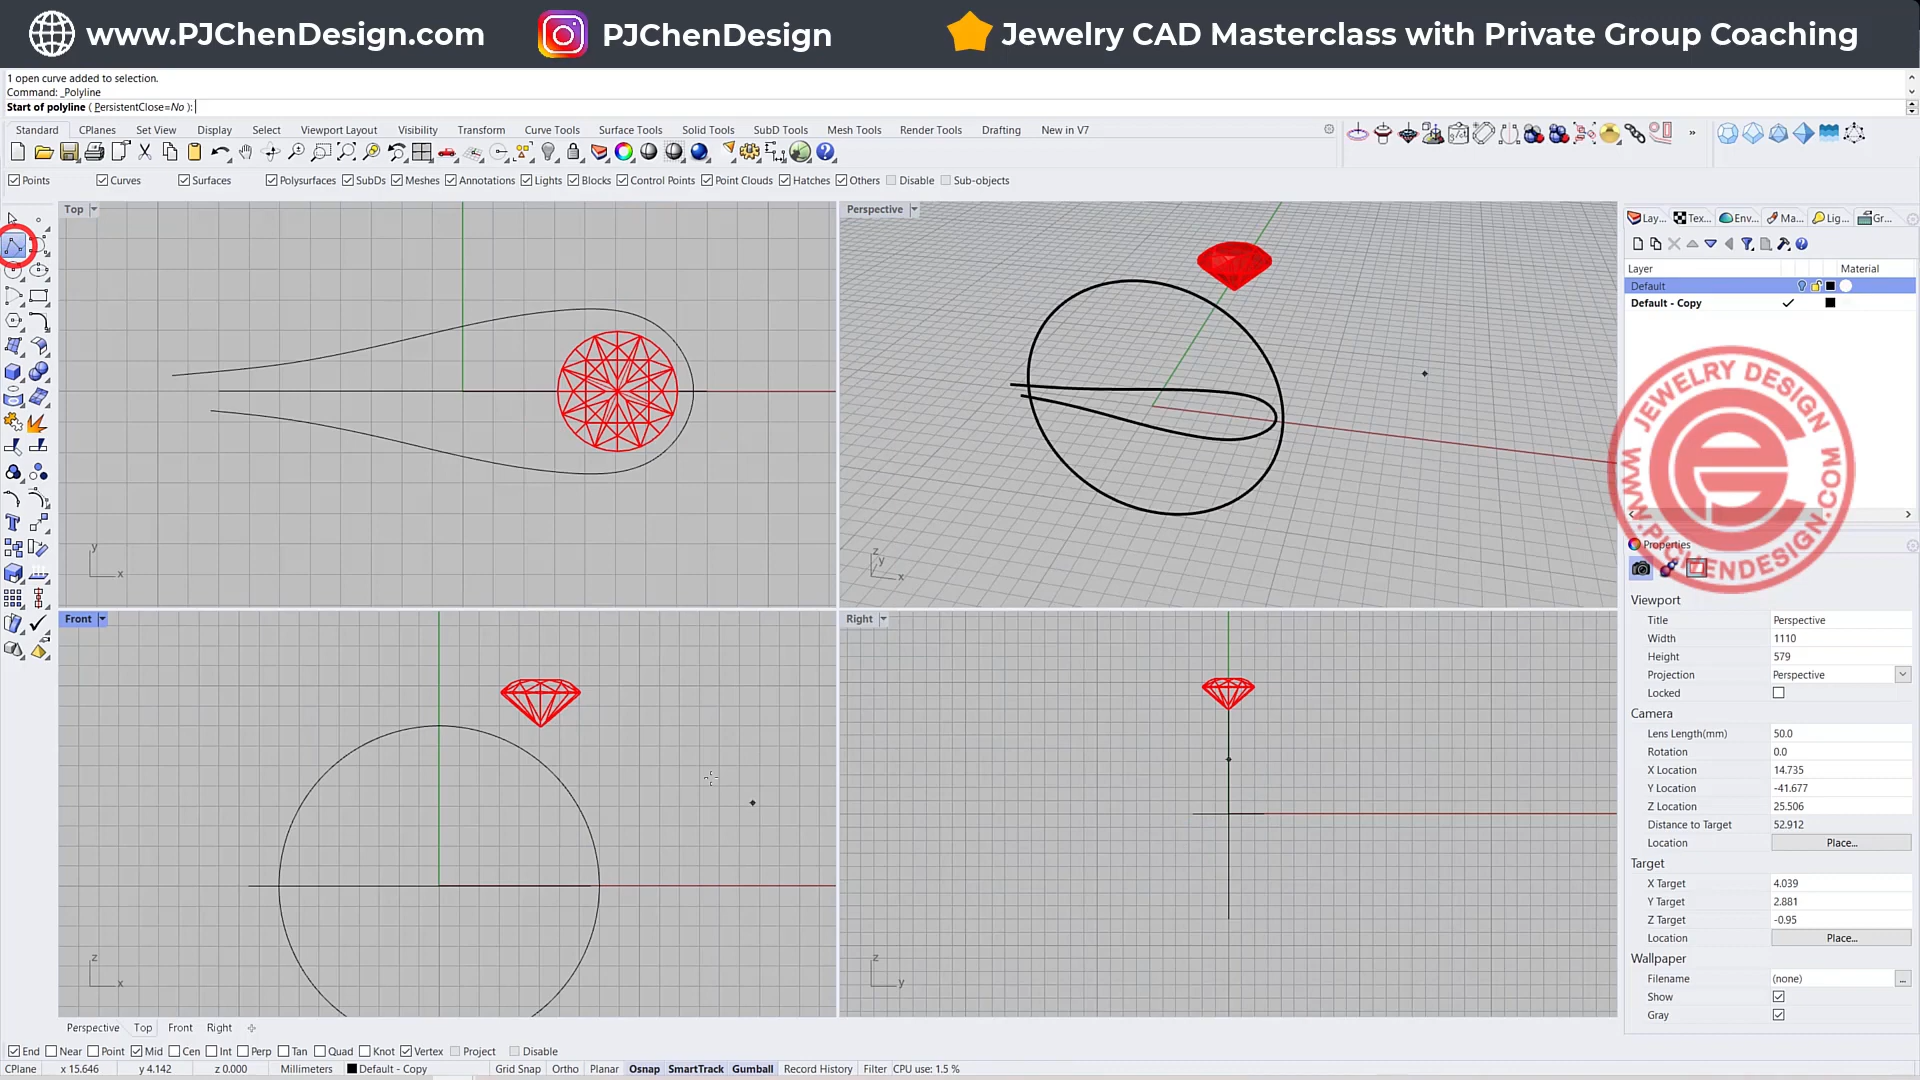 www.PJChenDesign.com PJChenDesign Jewelry CAD Masterclass with Private Group Coaching
1 open curve added to selection.
Command: _Polyline
Start of polyline ( PersistentClose=No ):
Standard CPlanes Set View Display Select Viewport Layout Visibility Transform Curve Tools Surface Tools Solid Tools SubD Tools Mesh Tools Render Tools Drafting New in V7
Points Curves Surfaces Polysurfaces SubDs Meshes Annotations Lights Blocks Control Points Point Clouds Hatches Others Disable Sub-objects
Top
Perspective
Lay... Tex... Env... Ma... Lig... Gr...
Layer Material
Default
Default - Copy
JEWELRY DESIGN
WWW.PJCHENDESIGN.COM
y
x
z
y
x
Front
Right
z
x
z
y
Properties
Viewport
Title Perspective
Width 1110
Height 579
Projection Perspective
Locked
Camera
Lens Length(mm) 50.0
Rotation 0.0
X Location 14.735
Y Location -41.677
Z Location 25.506
Distance to Target 52.912
Location Place...
Target
X Target 4.039
Y Target 2.881
Z Target -0.95
Location Place...
Wallpaper
Filename (none) ...
Show
Gray
Perspective Top Front Right
End Near Point Mid Cen Int Perp Tan Quad Knot Vertex Project Disable
CPlane x 15.646 y 4.142 z 0.000 Millimeters Default - Copy Grid Snap Ortho Planar Osnap SmartTrack Gumball Record History Filter CPU use: 1.5 %